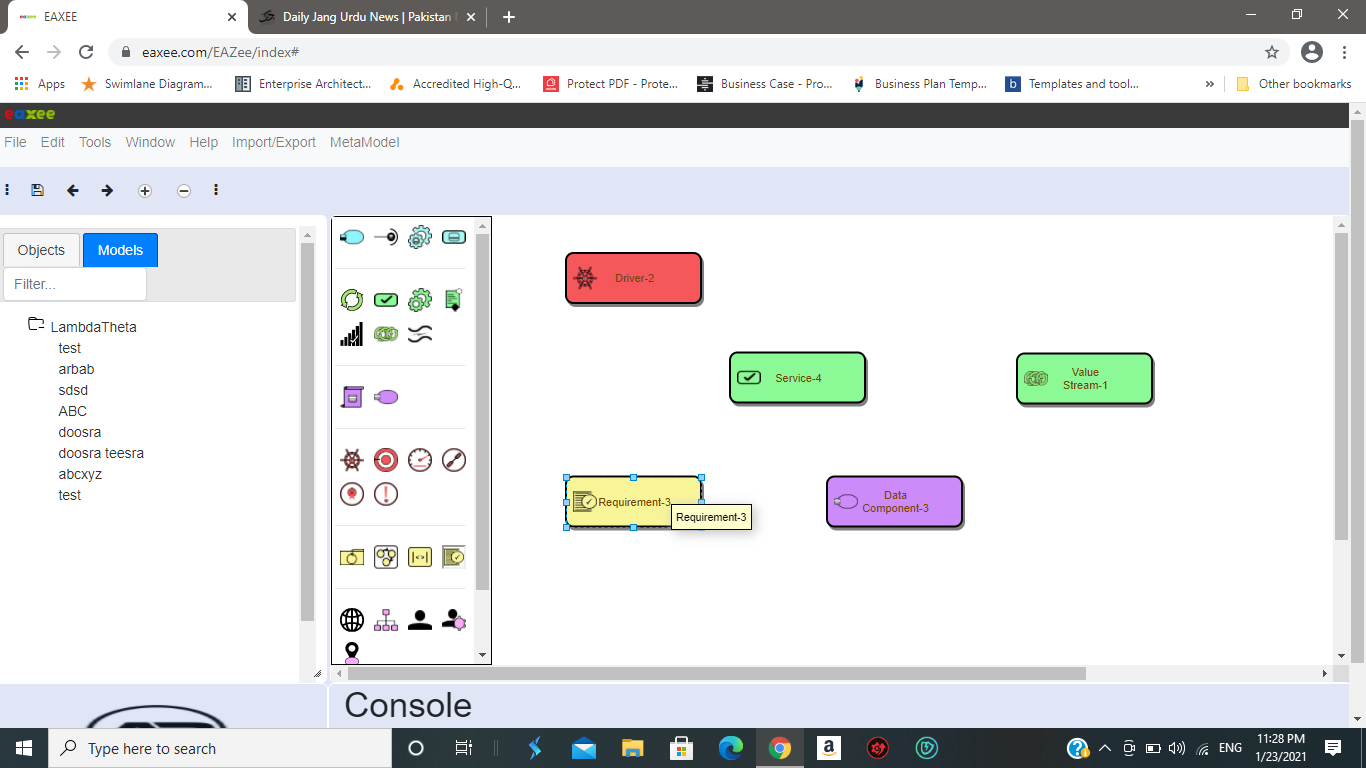 EAXEE
Daily Jang Urdu News | Pakistan
eaxee.com/EAZee/index#
Apps
Swimlane Diagram...
Enterprise Architect...
Accredited High-Q...
Protect PDF - Prote...
Business Case - Pro...
Business Plan Temp...
b
Templates and tool...
»
Other bookmarks
eaxee
File
Edit
Tools
Window
Help
Import/Export
MetaModel
Objects
Models
Filter...
LambdaTheta
test
arbab
sdsd
ABC
doosra
doosra teesra
abcxyz
test
Driver-2
Service-4
Value
Stream-1
Requirement-3
Requirement-3
Data
Component-3
Console
Type here to search
a
ENG
11:28 PM
1/23/2021